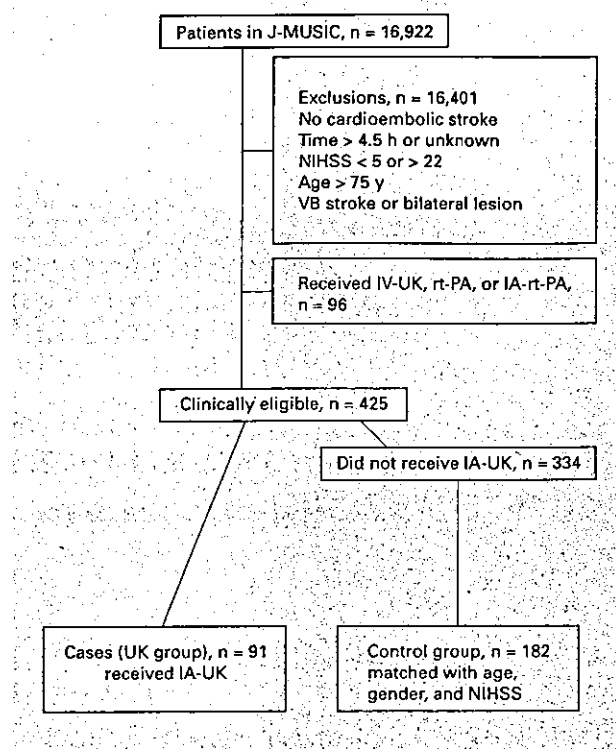 Patients in J-MUSIC, n = 16,922
Exclusions, n = 16,401
No cardioembolic stroke
Time > 4.5 h or unknown
NIHSS < 5 or > 22
Age > 75 y
VB stroke or bilateral lesion
Received IV-UK, rt-PA, or IA-rt-PA,
n = 96
Clinically eligible, n = 425
Did not receive IA-UK, n = 334
Cases (UK group), n = 91
received IA-UK
Control group, n = 182
matched with age,
gender, and NIHSS